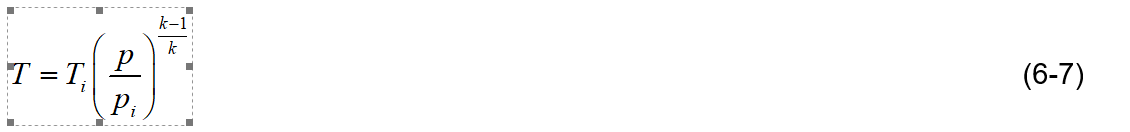 T = T_i (p / p_i)^{(k−1)/k} (6-7)